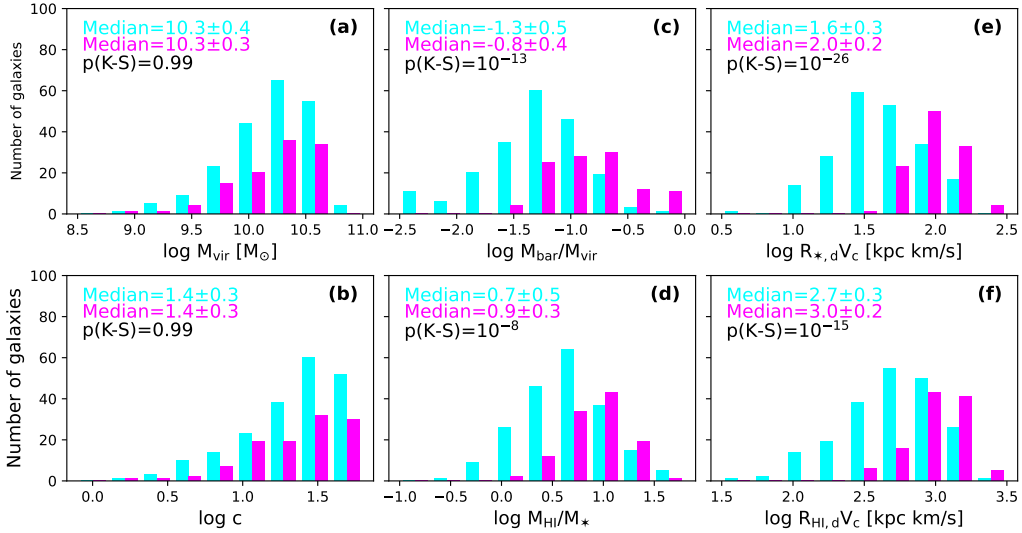 Median=10.3±0.4
Median=10.3±0.3
p(K-S)=0.99
(a)
Number of galaxies
100
80
60
40
20
0
8.5 9.0 9.5 10.0 10.5 11.0
log M_vir [M_⊙]
Median=-1.3±0.5
Median=-0.8±0.4
p(K-S)=10^−13
(c)
−2.5 −2.0 −1.5 −1.0 −0.5 0.0
log M_bar/M_vir
Median=1.6±0.3
Median=2.0±0.2
p(K-S)=10^−26
(e)
0.5 1.0 1.5 2.0 2.5
log R_✶,d V_c [kpc km/s]
Median=1.4±0.3
Median=1.4±0.3
p(K-S)=0.99
(b)
Number of galaxies
100
80
60
40
20
0
0.0 0.5 1.0 1.5
log c
Median=0.7±0.5
Median=0.9±0.3
p(K-S)=10^−8
(d)
−1.0 −0.5 0.0 0.5 1.0 1.5
log M_HI/M_✶
Median=2.7±0.3
Median=3.0±0.2
p(K-S)=10^−15
(f)
1.5 2.0 2.5 3.0 3.5
log R_HI,d V_c [kpc km/s]